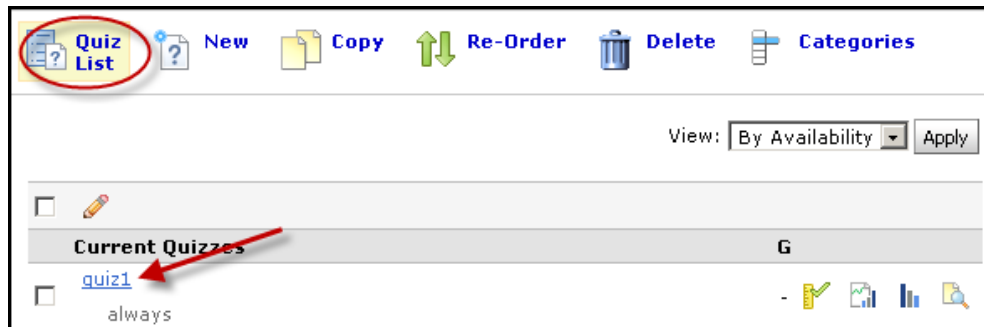 Quiz List New Copy Re-Order Delete Categories
View: By Availability Apply
Current Quizzes G
quiz1 -
always